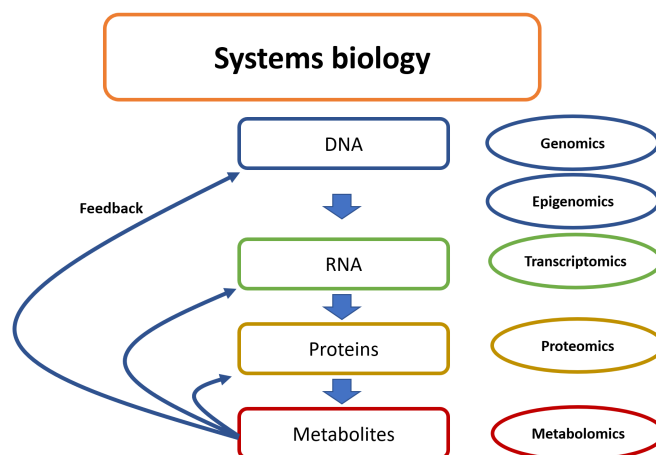 Systems biology
DNA
Genomics
Feedback
Epigenomics
RNA
Transcriptomics
Proteins
Proteomics
Metabolites
Metabolomics